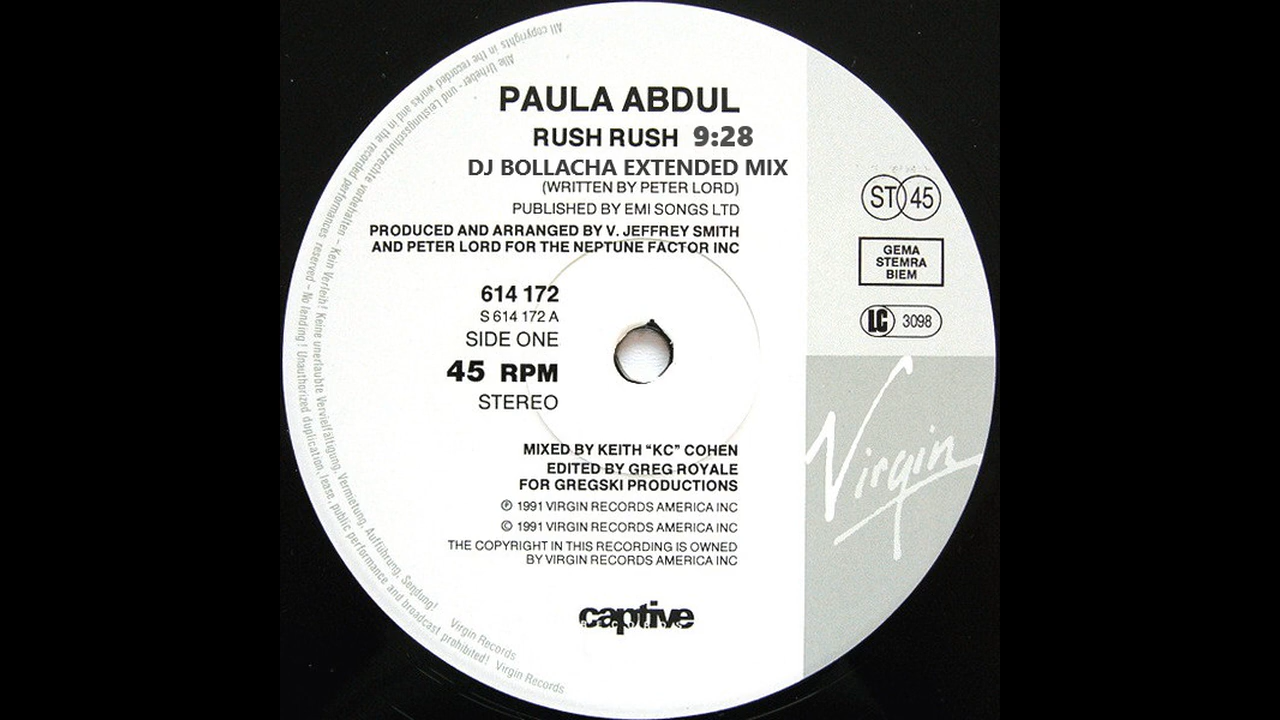 PAULA ABDUL
RUSH RUSH 9:28
DJ BOLLACHA EXTENDED MIX
(WRITTEN BY PETER LORD)
PUBLISHED BY EMI SONGS LTD
PRODUCED AND ARRANGED BY V. JEFFREY SMITH
AND PETER LORD FOR THE NEPTUNE FACTOR INC
614 172
S 614 172 A
SIDE ONE
45 RPM
STEREO
MIXED BY KEITH “KC” COHEN
EDITED BY GREG ROYALE
FOR GREGSKI PRODUCTIONS
℗ 1991 VIRGIN RECORDS AMERICA INC
© 1991 VIRGIN RECORDS AMERICA INC
THE COPYRIGHT IN THIS RECORDING IS OWNED
BY VIRGIN RECORDS AMERICA INC
captive
RECORDS
ST 45
GEMA
STEMRA
BIEM
LC 3098
Virgin
Alle Urheber- und Leistungsschutzrechte vorbehalten – Kein Verleih! Keine unerlaubte Vervielfältigung, Vermietung, Aufführung, Sendung! Virgin Records
All copyrights in the recorded works and in the recorded performances reserved – No lending! Unauthorized duplication, lease, public performance and broadcast prohibited! Virgin Records